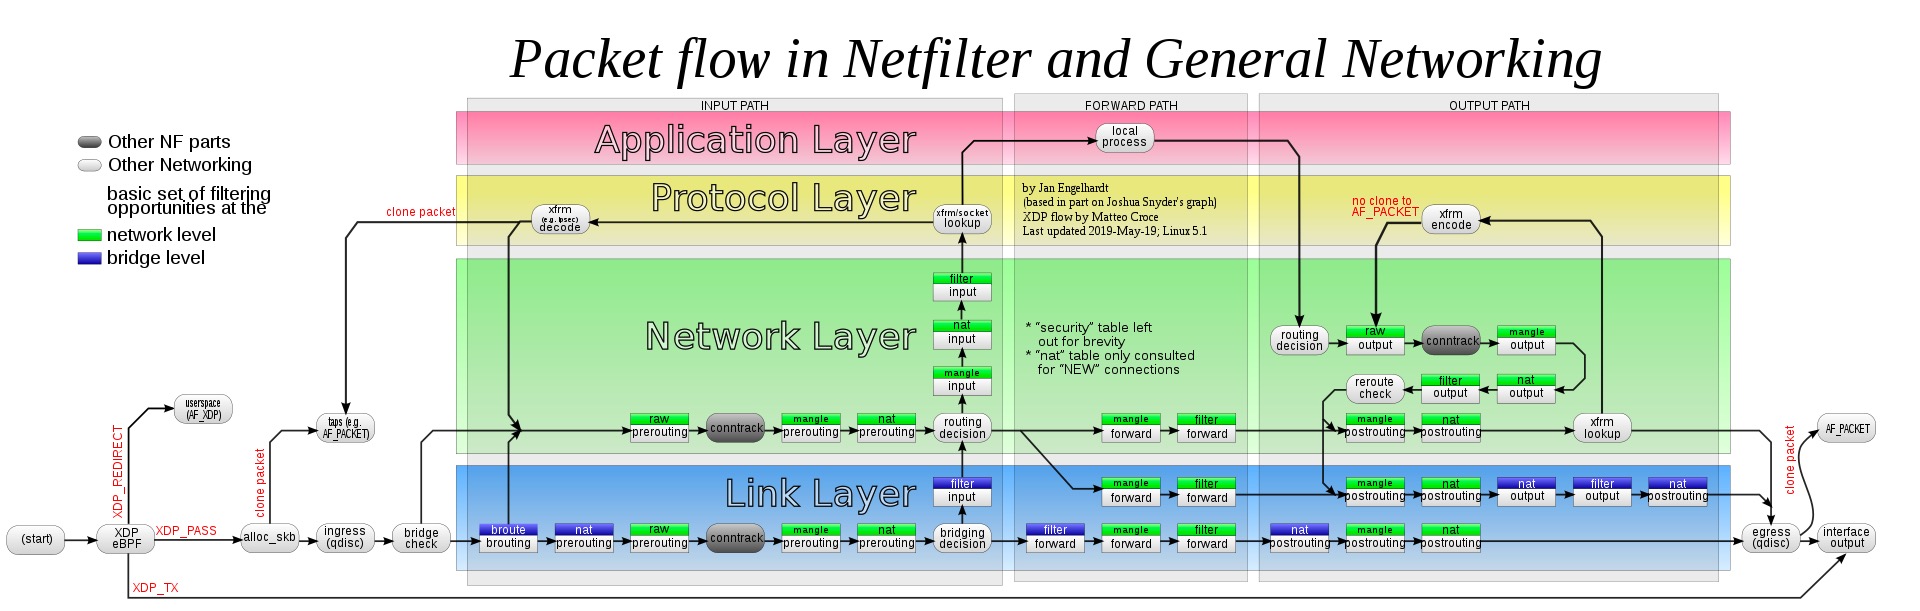 Packet flow in Netfilter and General Networking
INPUT PATH
FORWARD PATH
OUTPUT PATH
Other NF parts
Other Networking
basic set of filtering
opportunities at the
network level
bridge level
Application Layer
local
process
Protocol Layer
clone packet
xfrm
(e.g. ipsec)
decode
xfrm/socket
lookup
by Jan Engelhardt
(based in part on Joshua Snyder's graph)
XDP flow by Matteo Croce
Last updated 2019-May-19; Linux 5.1
no clone to
AF_PACKET
xfrm
encode
Network Layer
filter
input
nat
input
mangle
input
* “security” table left
out for brevity
* “nat” table only consulted
for “NEW” connections
routing
decision
raw
output
conntrack
mangle
output
reroute
check
filter
output
nat
output
userspace
(AF_XDP)
taps (e.g.
AF_PACKET)
raw
prerouting
conntrack
mangle
prerouting
nat
prerouting
routing
decision
mangle
forward
filter
forward
mangle
postrouting
nat
postrouting
xfrm
lookup
AF_PACKET
XDP_REDIRECT
clone packet
clone packet
Link Layer
filter
input
mangle
forward
filter
forward
mangle
postrouting
nat
postrouting
nat
output
filter
output
nat
postrouting
(start)
XDP
eBPF
XDP_PASS
alloc_skb
ingress
(qdisc)
bridge
check
broute
brouting
nat
prerouting
raw
prerouting
conntrack
mangle
prerouting
nat
prerouting
bridging
decision
filter
forward
mangle
forward
filter
forward
nat
postrouting
mangle
postrouting
nat
postrouting
egress
(qdisc)
interface
output
XDP_TX